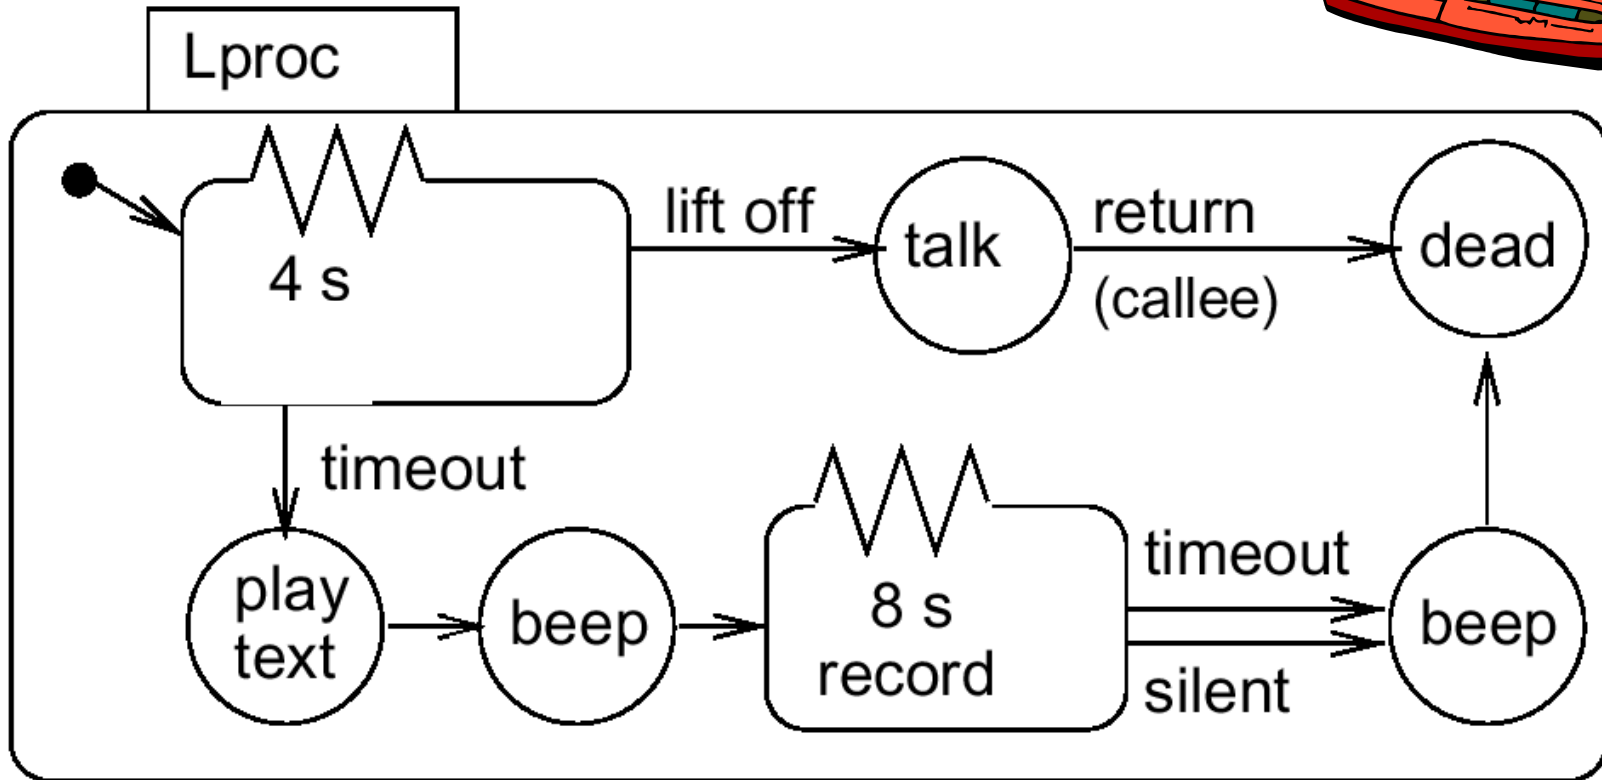 Lproc
4 s
lift off
talk
return
(callee)
dead
timeout
play
text
beep
8 s
record
timeout
silent
beep